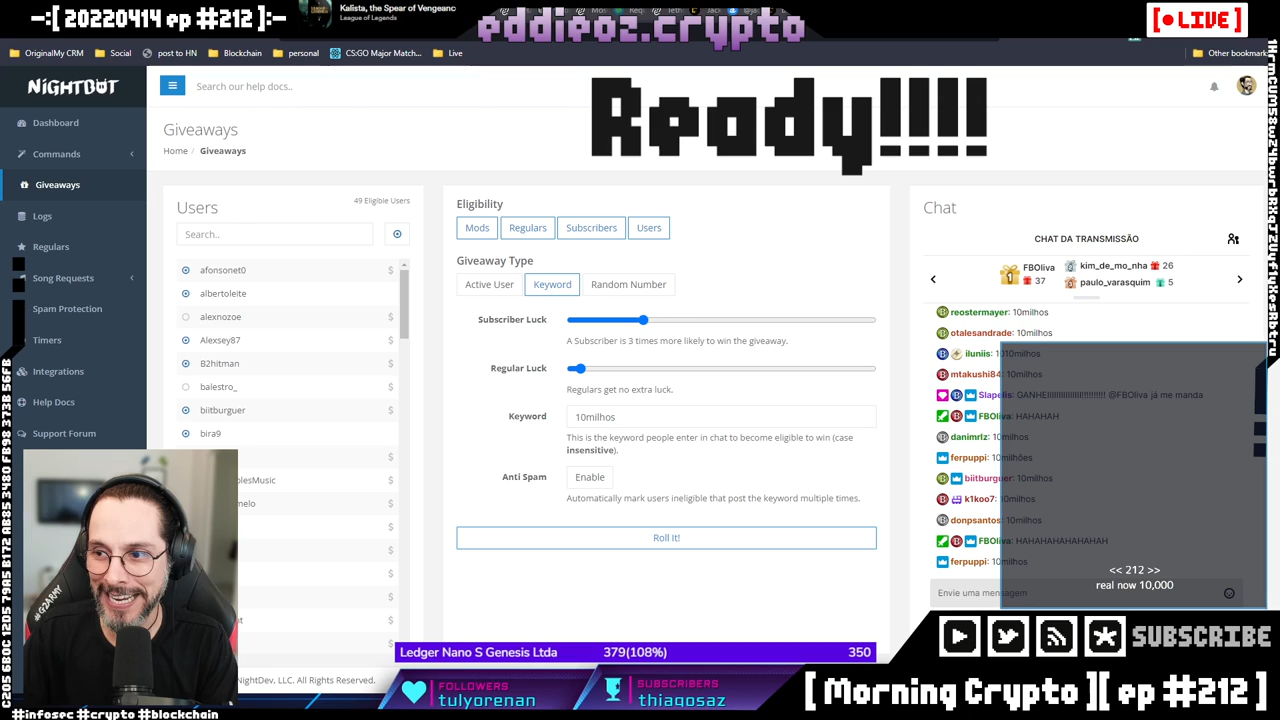 -:[ 20220414 ep #212 ]:-
Kalista, the Spear of Vengeance
League of Legends
eddieoz.crypto
[ ● LIVE ]
OriginalMy CRM
Social
post to HN
Blockchain
personal
CS:GO Major Match...
Live
Other bookmark
NiGHTBOT
Search our help docs..
Ready!!!!
Dashboard
Commands
Giveaways
Logs
Regulars
Song Requests
Spam Protection
Timers
Integrations
Help Docs
Support Forum
Giveaways
Home / Giveaways
Users
49 Eligible Users
Search..
afonsonet0 $
albertoleite
alexnozoe $
Alexsey87 $
B2hitman $
balestro_ $
biitburguer $
bira9 $
Eligibility
Mods
Regulars
Subscribers
Users
Giveaway Type
Active User
Keyword
Random Number
Subscriber Luck
A Subscriber is 3 times more likely to win the giveaway.
Regular Luck
Regulars get no extra luck.
Keyword
10milhos
This is the keyword people enter in chat to become eligible to win (case
insensitive).
Anti Spam
Enable
Automatically mark users ineligible that post the keyword multiple times.
Roll It!
Chat
CHAT DA TRANSMISSÃO
1 FBOliva 37
2 kim_de_mo_nha 26
3 paulo_varasquim 5
reostermayer: 10milhos
otalesandrade: 10milhos
iluniis: 1010milhos
mtakushi84: 10milhos
FBOliva: HAHAHAH
danimrlz: 10milhos
ferpuppi: 10milhões
biitburguer: 10milhos
k1koo7: 10milhos
donpsantos: 10milhos
FBOliva: HAHAHAHAHAHAHAH
ferpuppi: 10milhos
<< 212 >>
real now 10,000
Envie uma mensagem
SUBSCRIBE
Ledger Nano S Genesis Ltda 379(108%) 350
NightDev, LLC. All Rights Reserved.
FOLLOWERS
tulyorenan
SUBSCRIBERS
thiagosaz
[ Morning Crypto ][ ep #212 ]
#infosec #crypto #blockchain